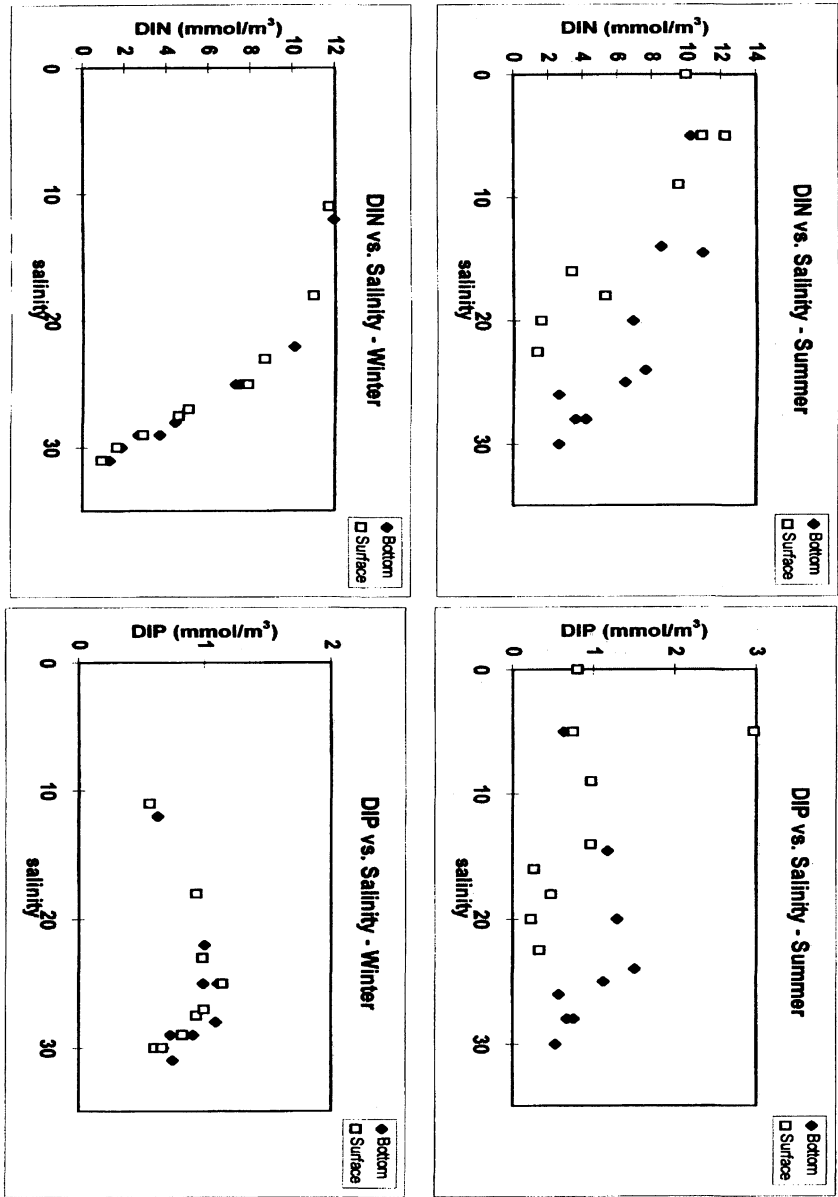 DIN vs. Salinity - Summer
DIN (mmol/m³)
14
12
10
8
6
4
2
0
0
10
20
30
salinity
◆ Bottom
□ Surface
DIP vs. Salinity - Summer
DIP (mmol/m³)
3
2
1
0
0
10
20
30
salinity
◆ Bottom
□ Surface
DIN vs. Salinity - Winter
DIN (mmol/m³)
12
10
8
6
4
2
0
0
10
20
30
salinity
◆ Bottom
□ Surface
DIP vs. Salinity - Winter
DIP (mmol/m³)
2
1
0
0
10
20
30
salinity
◆ Bottom
□ Surface